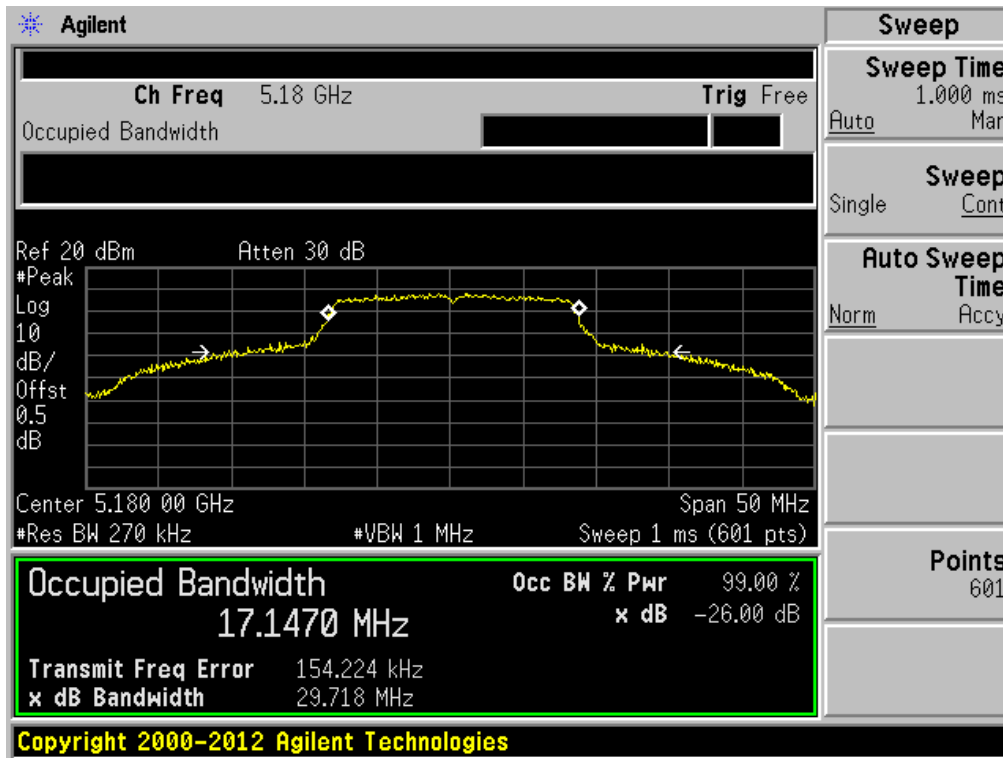 Agilent
Ch Freq 5.18 GHz Trig Free
Occupied Bandwidth
Ref 20 dBm Atten 30 dB
#Peak
Log
10
dB/
Offst
0.5
dB
Center 5.180 00 GHz Span 50 MHz
#Res BW 270 kHz #VBW 1 MHz Sweep 1 ms (601 pts)
Occupied Bandwidth
17.1470 MHz
Occ BW % Pwr 99.00 %
x dB -26.00 dB
Transmit Freq Error 154.224 kHz
x dB Bandwidth 29.718 MHz
Copyright 2000-2012 Agilent Technologies
Sweep
Sweep Time
1.000 ms
Auto Man
Sweep
Single Cont
Auto Sweep
Time
Norm Accy
Points
601